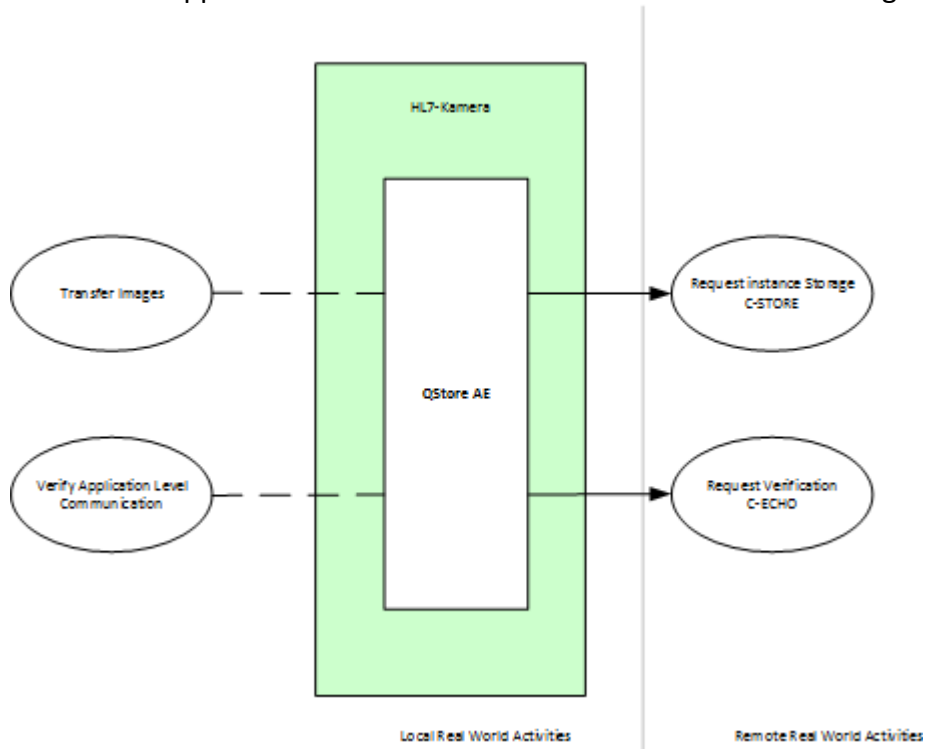 HL7-Kamera
Transfer Images
Request instance Storage
C-STORE
QStore AE
Verify Application Level
Communication
Request Verification
C-ECHO
Local Real World Activities
Remote Real World Activities